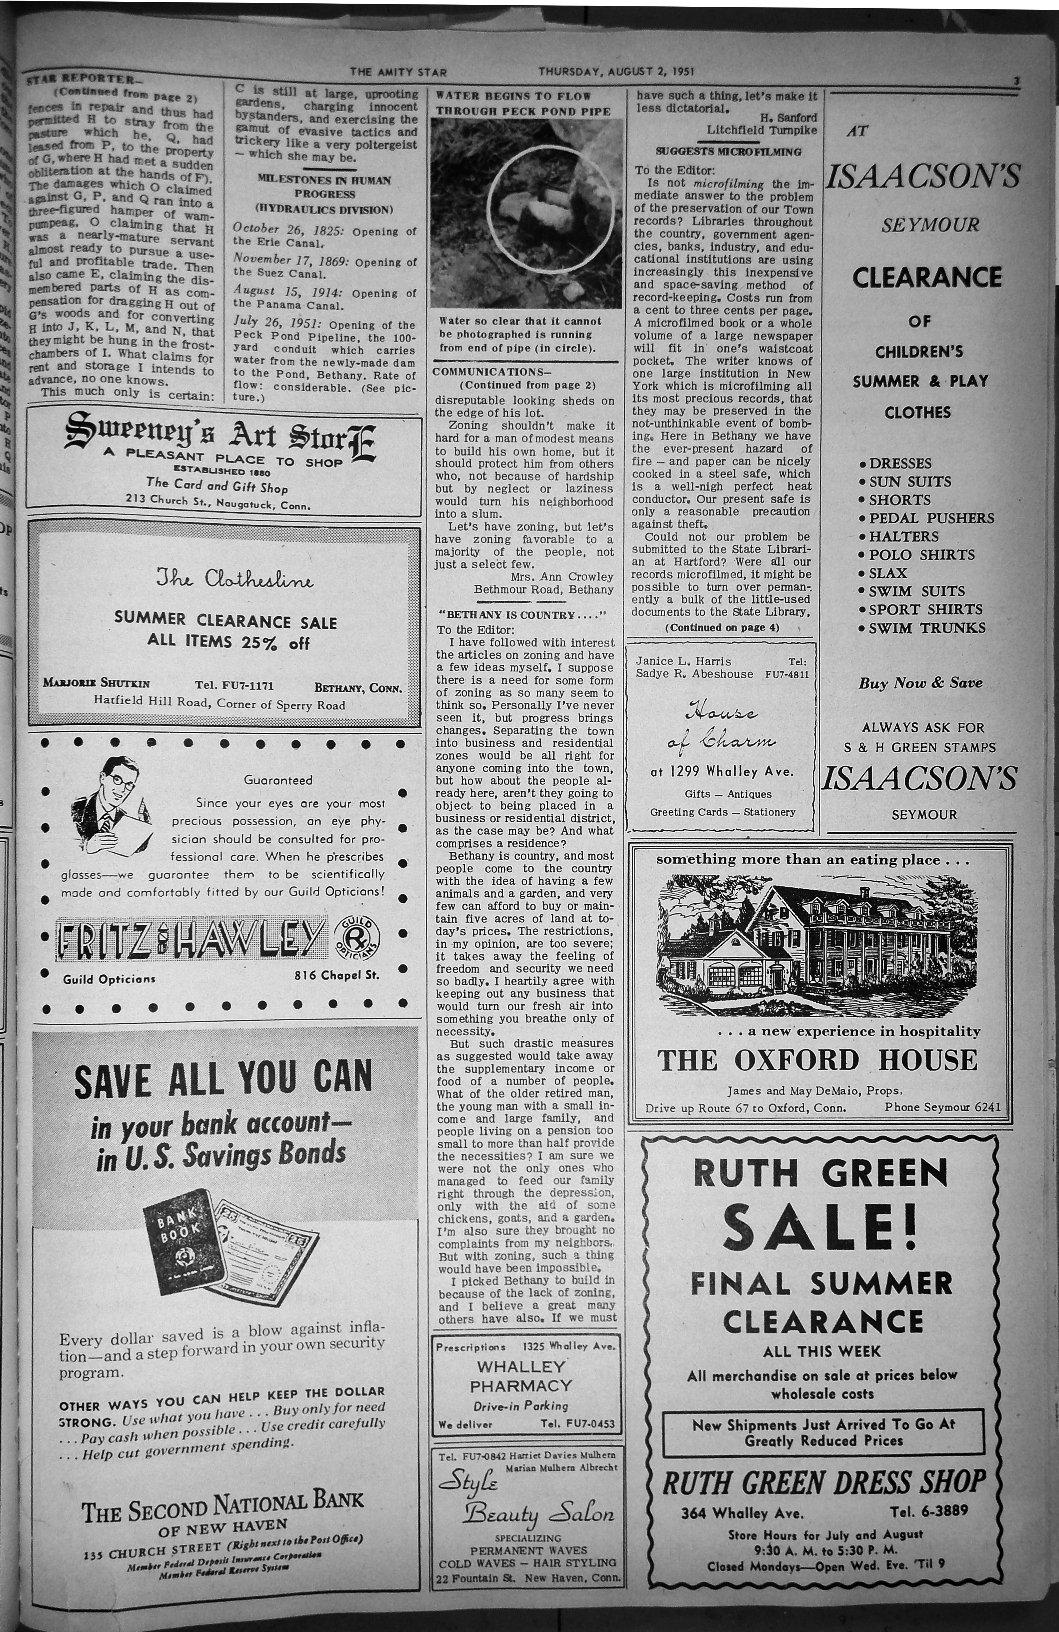 THE AMITY STAR
THURSDAY, AUGUST 2, 1951
3
STAR REPORTER—
(Continued from page 2)
fences in repair and thus had
permitted H to stray from the
pasture which he, Q, had
leased from P, to the property
of G, where H had met a sudden
obliteration at the hands of F).
The damages which O claimed
against G, P, and Q ran into a
three-figured hamper of wam-
pumpeag, O claiming that H
was a nearly-mature servant
almost ready to pursue a use-
ful and profitable trade. Then
also came E, claiming the dis-
membered parts of H as com-
pensation for dragging H out of
G's woods and for converting
H into J, K, L, M, and N, that
they might be hung in the frost-
chambers of I. What claims for
rent and storage I intends to
advance, no one knows.
This much only is certain:
C is still at large, uprooting
gardens, charging innocent
bystanders, and exercising the
gamut of evasive tactics and
trickery like a very poltergeist
— which she may be.
MILESTONES IN HUMAN
PROGRESS
(HYDRAULICS DIVISION)
October 26, 1825: Opening of
the Erie Canal.
November 17, 1869: Opening of
the Suez Canal.
August 15, 1914: Opening of
the Panama Canal.
July 26, 1951: Opening of the
Peck Pond Pipeline, the 100-
yard conduit which carries
water from the newly-made dam
to the Pond, Bethany. Rate of
flow: considerable. (See pic-
ture.)
Sweeney's Art StorE
A PLEASANT PLACE TO SHOP
ESTABLISHED 1880
The Card and Gift Shop
213 Church St., Naugatuck, Conn.
The Clothesline
SUMMER CLEARANCE SALE
ALL ITEMS 25% off
MARJORIE SHUTKIN Tel. FU7-1171 BETHANY, CONN.
Hatfield Hill Road, Corner of Sperry Road
Guaranteed
Since your eyes are your most
precious possession, an eye phy-
sician should be consulted for pro-
fessional care. When he prescribes
glasses—we guarantee them to be scientifically
made and comfortably fitted by our Guild Opticians!
FRITZ AND HAWLEY
GUILD OPTICIANS
Guild Opticians 816 Chapel St.
SAVE ALL YOU CAN
in your bank account—
in U.S. Savings Bonds
BANK BOOK
Every dollar saved is a blow against infla-
tion—and a step forward in your own security
program.
OTHER WAYS YOU CAN HELP KEEP THE DOLLAR
STRONG. Use what you have . . . Buy only for need
. . . Pay cash when possible . . . Use credit carefully
. . . Help cut government spending.
THE SECOND NATIONAL BANK
OF NEW HAVEN
135 CHURCH STREET (Right next to the Post Office)
Member Federal Deposit Insurance Corporation
Member Federal Reserve System
WATER BEGINS TO FLOW
THROUGH PECK POND PIPE
Water so clear that it cannot
be photographed is running
from end of pipe (in circle).
COMMUNICATIONS—
(Continued from page 2)
disreputable looking sheds on
the edge of his lot.
Zoning shouldn't make it
hard for a man of modest means
to build his own home, but it
should protect him from others
who, not because of hardship
but by neglect or laziness
would turn his neighborhood
into a slum.
Let's have zoning, but let's
have zoning favorable to a
majority of the people, not
just a select few.
Mrs. Ann Crowley
Bethmour Road, Bethany
"BETHANY IS COUNTRY...."
To the Editor:
I have followed with interest
the articles on zoning and have
a few ideas myself. I suppose
there is a need for some form
of zoning as so many seem to
think so. Personally I've never
seen it, but progress brings
changes. Separating the town
into business and residential
zones would be all right for
anyone coming into the town,
but how about the people al-
ready here, aren't they going to
object to being placed in a
business or residential district,
as the case may be? And what
comprises a residence?
Bethany is country, and most
people come to the country
with the idea of having a few
animals and a garden, and very
few can afford to buy or main-
tain five acres of land at to-
day's prices. The restrictions,
in my opinion, are too severe;
it takes away the feeling of
freedom and security we need
so badly. I heartily agree with
keeping out any business that
would turn our fresh air into
something you breathe only of
necessity.
But such drastic measures
as suggested would take away
the supplementary income or
food of a number of people.
What of the older retired man,
the young man with a small in-
come and large family, and
people living on a pension too
small to more than half provide
the necessities? I am sure we
were not the only ones who
managed to feed our family
right through the depression,
only with the aid of some
chickens, goats, and a garden.
I'm also sure they brought no
complaints from my neighbors.
But with zoning, such a thing
would have been impossible.
I picked Bethany to build in
because of the lack of zoning,
and I believe a great many
others have also. If we must
Prescriptions 1325 Whalley Ave.
WHALLEY
PHARMACY
Drive-in Parking
We deliver Tel. FU7-0453
Tel. FU7-0842 Harriet Davies Mulhern
Marian Mulhern Albrecht
Style
Beauty Salon
SPECIALIZING
PERMANENT WAVES
COLD WAVES — HAIR STYLING
22 Fountain St. New Haven, Conn.
have such a thing, let's make it
less dictatorial.
H. Sanford
Litchfield Turnpike
SUGGESTS MICROFILMING
To the Editor:
Is not microfilming the im-
mediate answer to the problem
of the preservation of our Town
records? Libraries throughout
the country, government agen-
cies, banks, industry, and edu-
cational institutions are using
increasingly this inexpensive
and space-saving method of
record-keeping. Costs run from
a cent to three cents per page.
A microfilmed book or a whole
volume of a large newspaper
will fit in one's waistcoat
pocket. The writer knows of
one large institution in New
York which is microfilming all
its most precious records, that
they may be preserved in the
not-unthinkable event of bomb-
ing. Here in Bethany we have
the ever-present hazard of
fire — and paper can be nicely
cooked in a steel safe, which
is a well-nigh perfect heat
conductor. Our present safe is
only a reasonable precaution
against theft.
Could not our problem be
submitted to the State Librari-
an at Hartford? Were all our
records microfilmed, it might be
possible to turn over perman-
ently a bulk of the little-used
documents to the State Library,
(Continued on page 4)
Janice L. Harris Tel:
Sadye R. Abeshouse FU7-4811
House
of Charm
at 1299 Whalley Ave.
Gifts — Antiques
Greeting Cards — Stationery
AT
ISAACSON'S
SEYMOUR
CLEARANCE
OF
CHILDREN'S
SUMMER & PLAY
CLOTHES
• DRESSES
• SUN SUITS
• SHORTS
• PEDAL PUSHERS
• HALTERS
• POLO SHIRTS
• SLAX
• SWIM SUITS
• SPORT SHIRTS
• SWIM TRUNKS
Buy Now & Save
ALWAYS ASK FOR
S & H GREEN STAMPS
ISAACSON'S
SEYMOUR
something more than an eating place . . .
. . . a new experience in hospitality
THE OXFORD HOUSE
James and May DeMaio, Props.
Drive up Route 67 to Oxford, Conn. Phone Seymour 6241
RUTH GREEN
SALE!
FINAL SUMMER
CLEARANCE
ALL THIS WEEK
All merchandise on sale at prices below
wholesale costs
New Shipments Just Arrived To Go At
Greatly Reduced Prices
RUTH GREEN DRESS SHOP
364 Whalley Ave. Tel. 6-3889
Store Hours for July and August
9:30 A. M. to 5:30 P. M.
Closed Mondays—Open Wed. Eve. 'Til 9